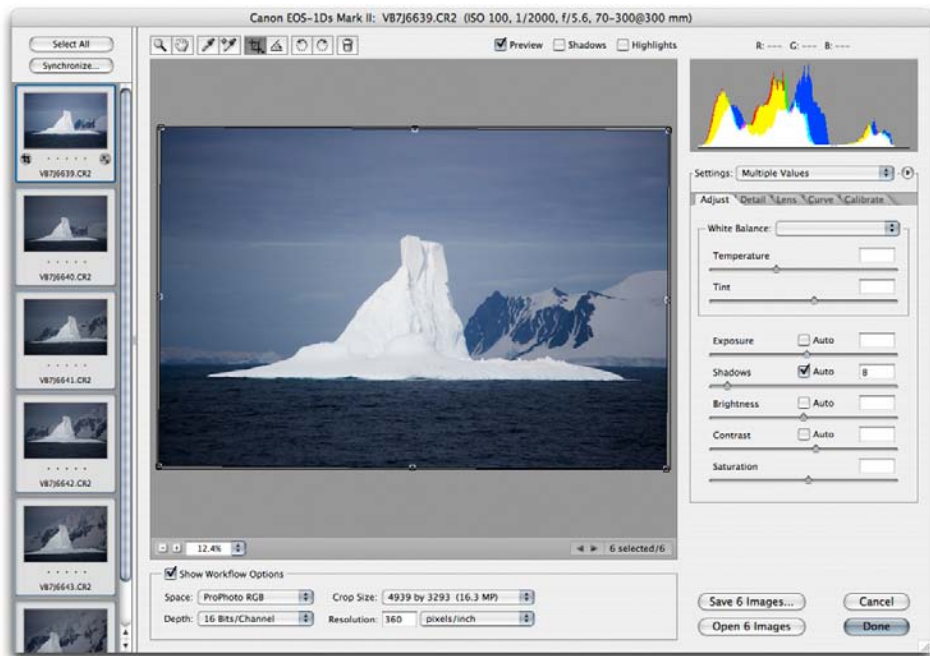 Canon EOS-1Ds Mark II: VB7J6639.CR2 (ISO 100, 1/2000, f/5.6, 70-300@300 mm)
Select All
Synchronize...
Preview
Shadows
Highlights
R: --- G: --- B: ---
VB7J6639.CR2
VB7J6640.CR2
VB7J6641.CR2
VB7J6642.CR2
VB7J6643.CR2
Settings: Multiple Values
Adjust Detail Lens Curve Calibrate
White Balance:
Temperature
Tint
Exposure Auto
Shadows Auto 8
Brightness Auto
Contrast Auto
Saturation
12.4%
6 selected/6
Show Workflow Options
Space: ProPhoto RGB Crop Size: 4939 by 3293 (16.3 MP)
Depth: 16 Bits/Channel Resolution: 360 pixels/inch
Save 6 Images... Cancel
Open 6 Images Done